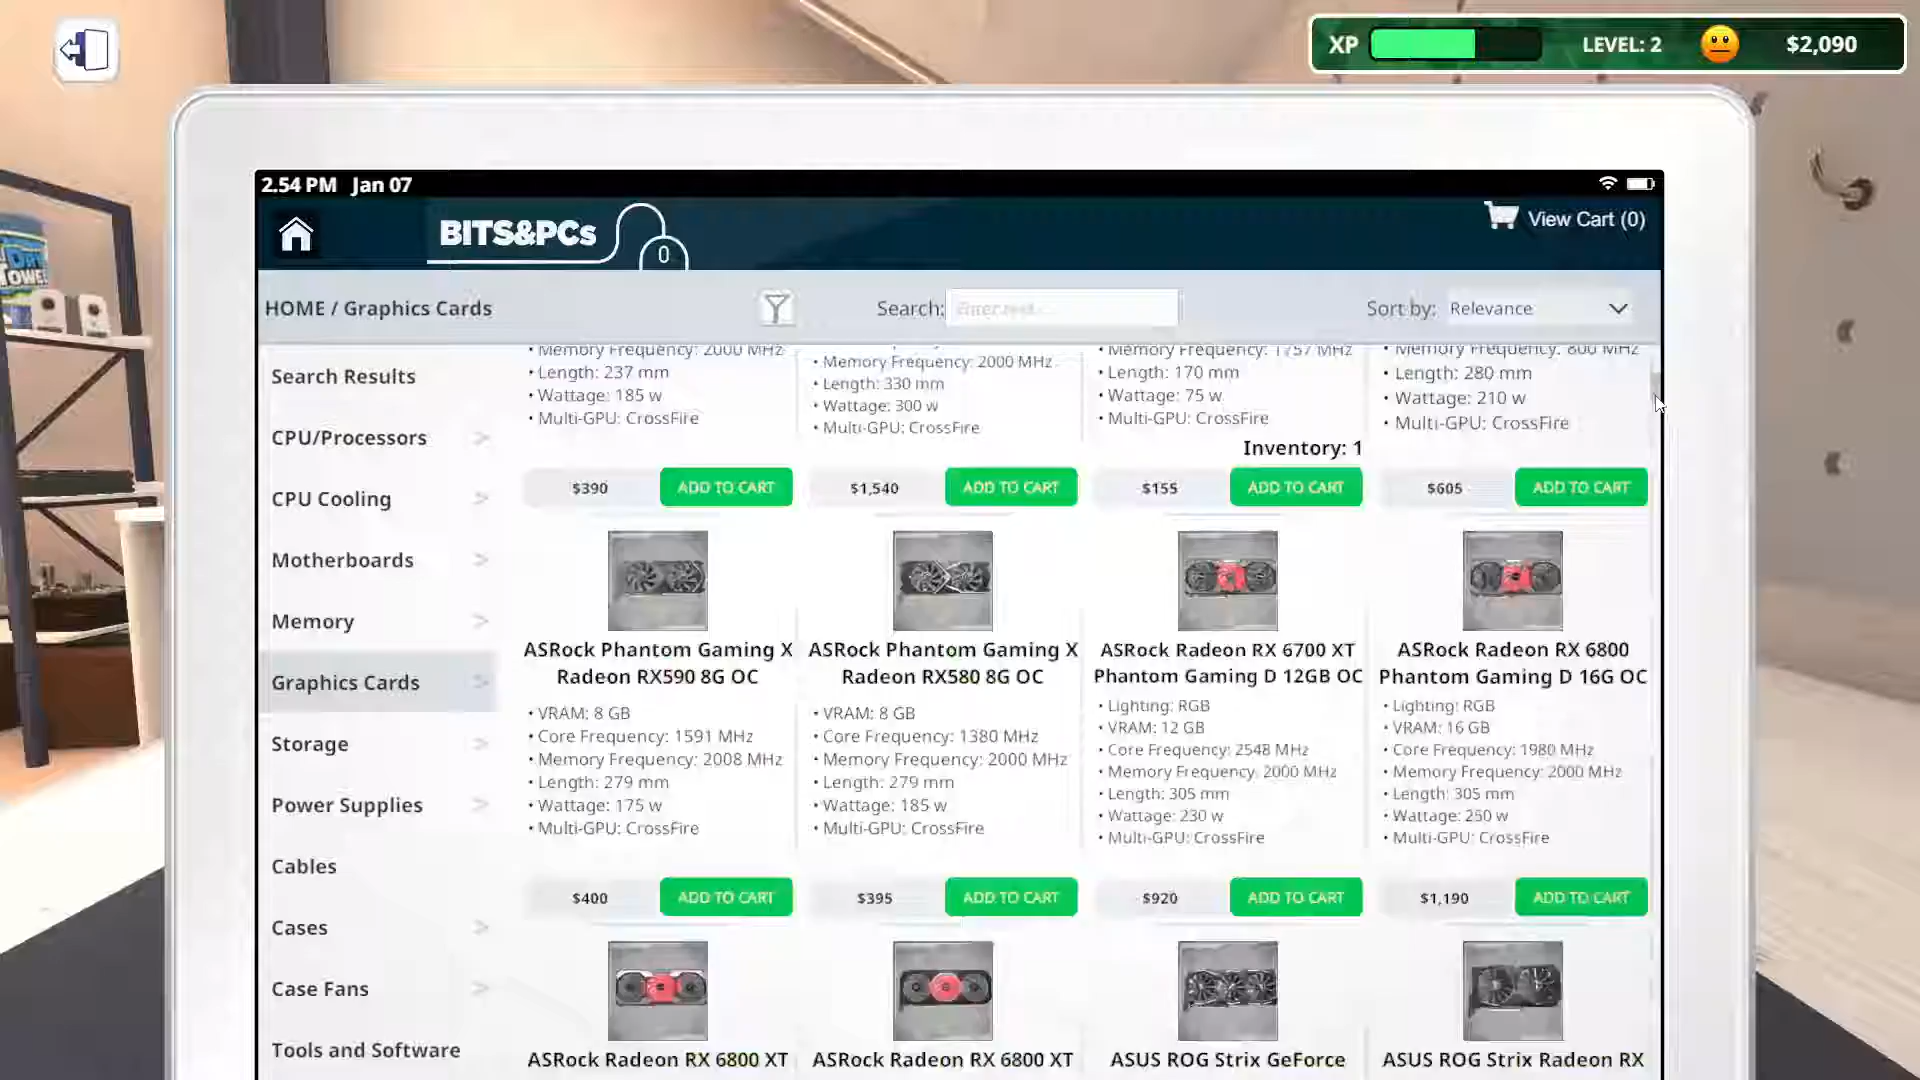 XP LEVEL: 2 $2,090
2.54 PM Jan 07
BITS&PCs
View Cart (0)
HOME / Graphics Cards
Search: Enter text...
Sort by: Relevance
Search Results
CPU/Processors >
CPU Cooling >
Motherboards >
Memory >
Graphics Cards >
Storage >
Power Supplies >
Cables
Cases >
Case Fans >
Tools and Software
• Memory Frequency: 2000 MHz
• Length: 237 mm
• Wattage: 185 w
• Multi-GPU: CrossFire
$390 ADD TO CART
• Memory Frequency: 2000 MHz
• Length: 330 mm
• Wattage: 300 w
• Multi-GPU: CrossFire
$1,540 ADD TO CART
• Memory Frequency: 1757 MHz
• Length: 170 mm
• Wattage: 75 w
• Multi-GPU: CrossFire
Inventory: 1
$155 ADD TO CART
• Memory Frequency: 800 MHz
• Length: 280 mm
• Wattage: 210 w
• Multi-GPU: CrossFire
$605 ADD TO CART
ASRock Phantom Gaming X
Radeon RX590 8G OC
• VRAM: 8 GB
• Core Frequency: 1591 MHz
• Memory Frequency: 2008 MHz
• Length: 279 mm
• Wattage: 175 w
• Multi-GPU: CrossFire
$400 ADD TO CART
ASRock Phantom Gaming X
Radeon RX580 8G OC
• VRAM: 8 GB
• Core Frequency: 1380 MHz
• Memory Frequency: 2000 MHz
• Length: 279 mm
• Wattage: 185 w
• Multi-GPU: CrossFire
$395 ADD TO CART
ASRock Radeon RX 6700 XT
Phantom Gaming D 12GB OC
• Lighting: RGB
• VRAM: 12 GB
• Core Frequency: 2548 MHz
• Memory Frequency: 2000 MHz
• Length: 305 mm
• Wattage: 230 w
• Multi-GPU: CrossFire
$920 ADD TO CART
ASRock Radeon RX 6800
Phantom Gaming D 16G OC
• Lighting: RGB
• VRAM: 16 GB
• Core Frequency: 1980 MHz
• Memory Frequency: 2000 MHz
• Length: 305 mm
• Wattage: 250 w
• Multi-GPU: CrossFire
$1,190 ADD TO CART
ASRock Radeon RX 6800 XT
ASRock Radeon RX 6800 XT
ASUS ROG Strix GeForce
ASUS ROG Strix Radeon RX